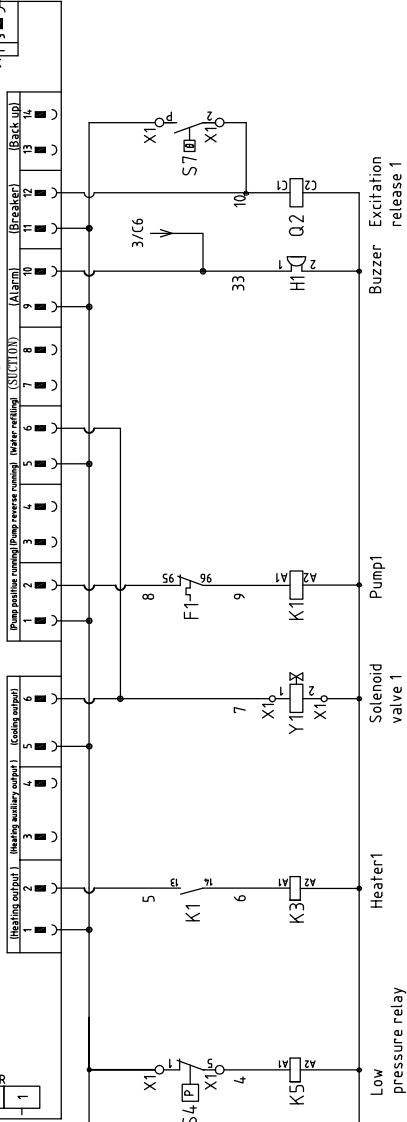 1
(Heating output)
(Heating auxiliary output)
(Cooling output)
1 2 3 4 5 6
(Pump positive running)
(Pump reverse running)
(Water refilling)
(SUCTION)
(Alarm)
(Breaker)
(Back up)
1 2 3 4 5 6 7 8 9 10 11 12 13 14
X1
1
S4
P
X1
5
4
A1
K5
A2
Low
pressure relay
5
13
K1
14
6
A1
K3
A2
Heater1
7
X1
1
Y1
2
X1
Solenoid
valve 1
8
95
F1
96
9
A1
K1
A2
Pump1
3/C6
33
1
H1
2
Buzzer
X1
P
S7
θ
2
X1
10
C1
Q2
C2
Excitation
release 1